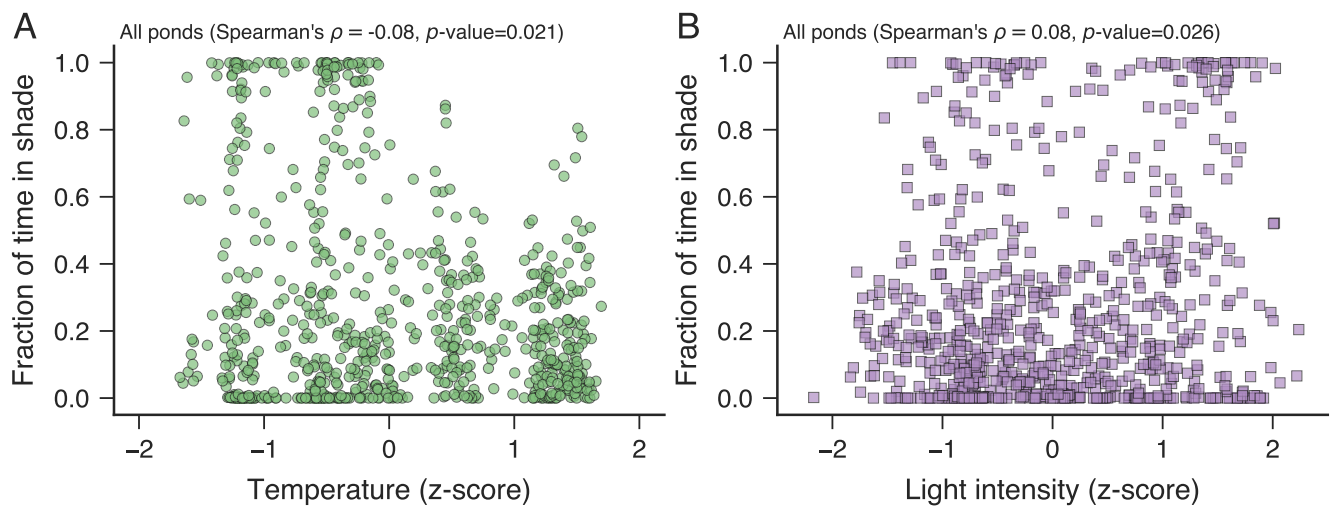 A
All ponds (Spearman's ρ = -0.08, p-value=0.021)
Fraction of time in shade
1.0
0.8
0.6
0.4
0.2
0.0
−2
−1
0
1
2
Temperature (z-score)
B
All ponds (Spearman's ρ = 0.08, p-value=0.026)
Fraction of time in shade
1.0
0.8
0.6
0.4
0.2
0.0
−2
−1
0
1
2
Light intensity (z-score)